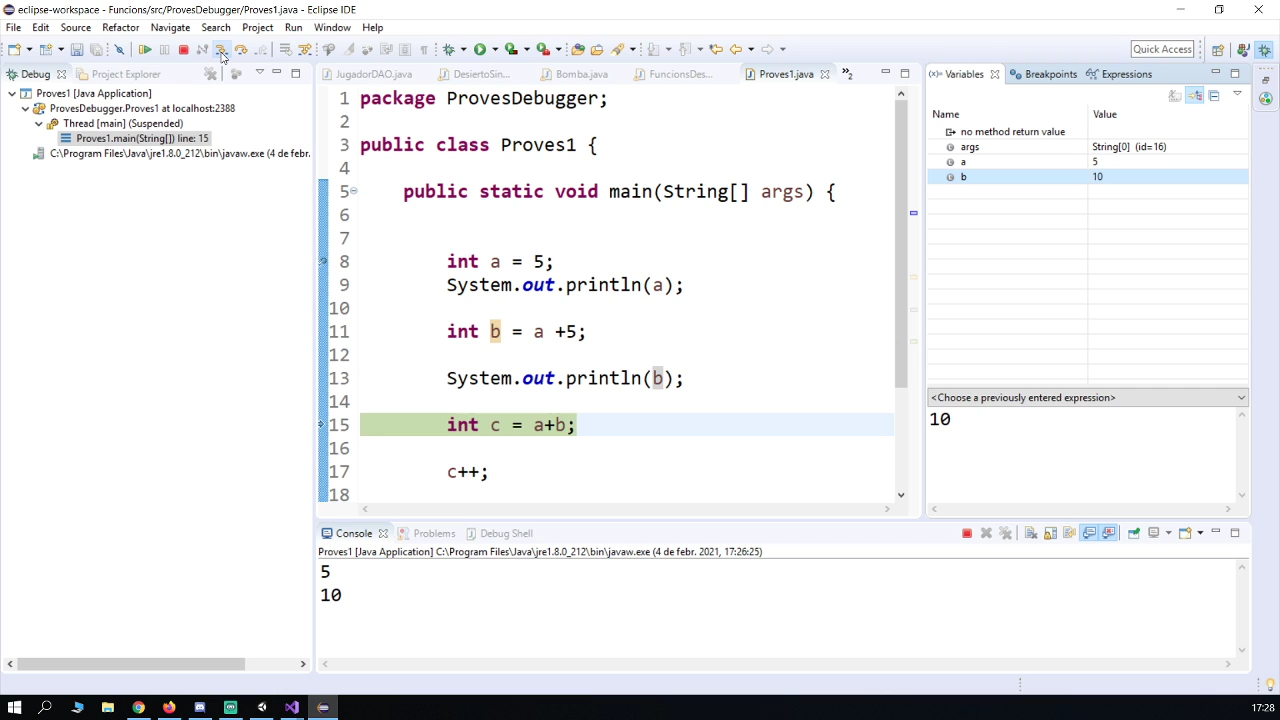 eclipse-workspace - Funcions/src/ProvesDebugger/Proves1.java - Eclipse IDE
File Edit Source Refactor Navigate Search Project Run Window Help
Quick Access
Debug Project Explorer
Proves1 [Java Application]
ProvesDebugger.Proves1 at localhost:2388
Thread [main] (Suspended)
Proves1.main(String[]) line: 15
C:\Program Files\Java\jre1.8.0_212\bin\javaw.exe (4 de febr.
JugadorDAO.java DesiertoSin... Bomba.java FuncionsDes... Proves1.java »2
1 package ProvesDebugger;
2
3 public class Proves1 {
4
5 public static void main(String[] args) {
6
7
8 int a = 5;
9 System.out.println(a);
10
11 int b = a +5;
12
13 System.out.println(b);
14
15 int c = a+b;
16
17 c++;
18
Variables Breakpoints Expressions
Name Value
no method return value
args String[0] (id=16)
a 5
b 10
<Choose a previously entered expression>
10
Console Problems Debug Shell
Proves1 [Java Application] C:\Program Files\Java\jre1.8.0_212\bin\javaw.exe (4 de febr. 2021, 17:26:25)
5
10
17:28